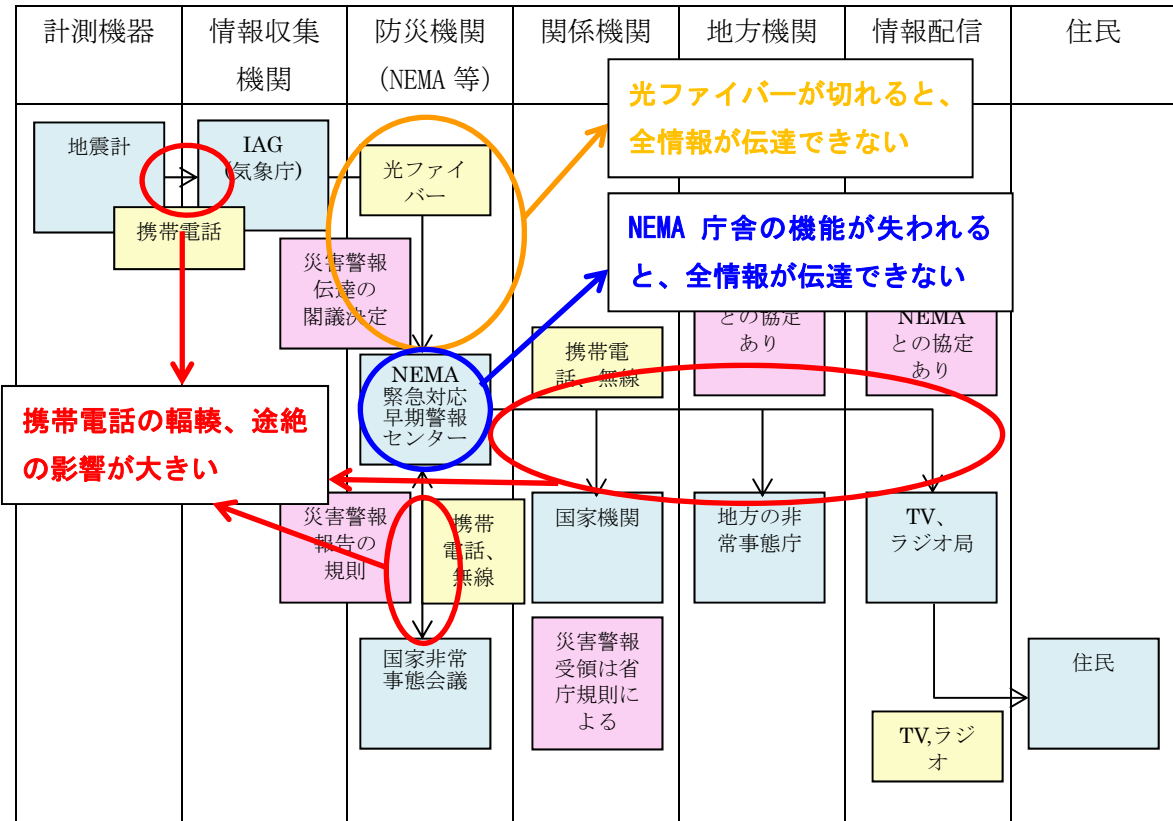 計測機器
情報収集
機関
防災機関
(NEMA 等)
関係機関
地方機関
情報配信
住民
光ファイバーが切れると、
全情報が伝達できない
地震計
IAG
(気象庁)
光ファイ
バー
携帯電話
NEMA 庁舎の機能が失われる
と、全情報が伝達できない
災害警報
伝達の
閣議決定
との協定
あり
NEMA
との協定
あり
携帯電
話、無線
NEMA
緊急対応
早期警報
センター
携帯電話の輻輳、途絶
の影響が大きい
災害警報
報告の
規則
携帯
電話、
無線
国家機関
地方の非
常事態庁
TV、
ラジオ局
国家非常
事態会議
災害警報
受領は省
庁規則に
よる
住民
TV,ラジ
オ